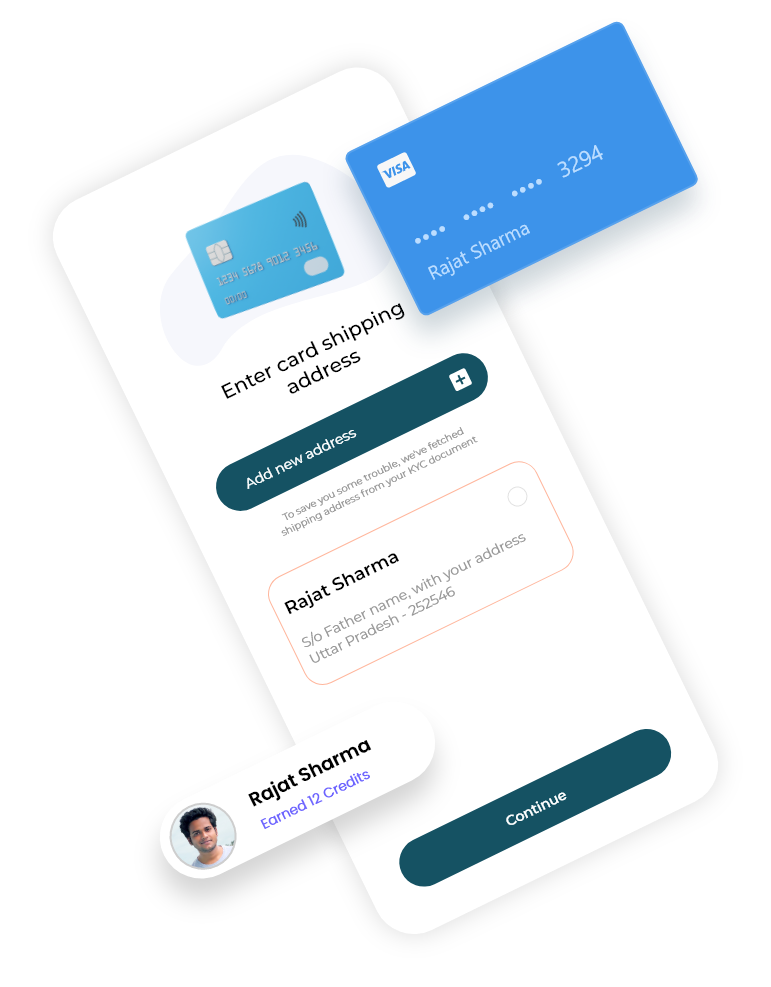 VISA
•••• •••• •••• 3294
Rajat Sharma
1234 5678 9012 3456
00/00
Enter card shipping
address
Add new address
To save you some trouble, we've fetched
shipping address from your KYC document
Rajat Sharma
S/o Father name, with your address
Uttar Pradesh - 252546
Rajat Sharma
Earned 12 Credits
Continue